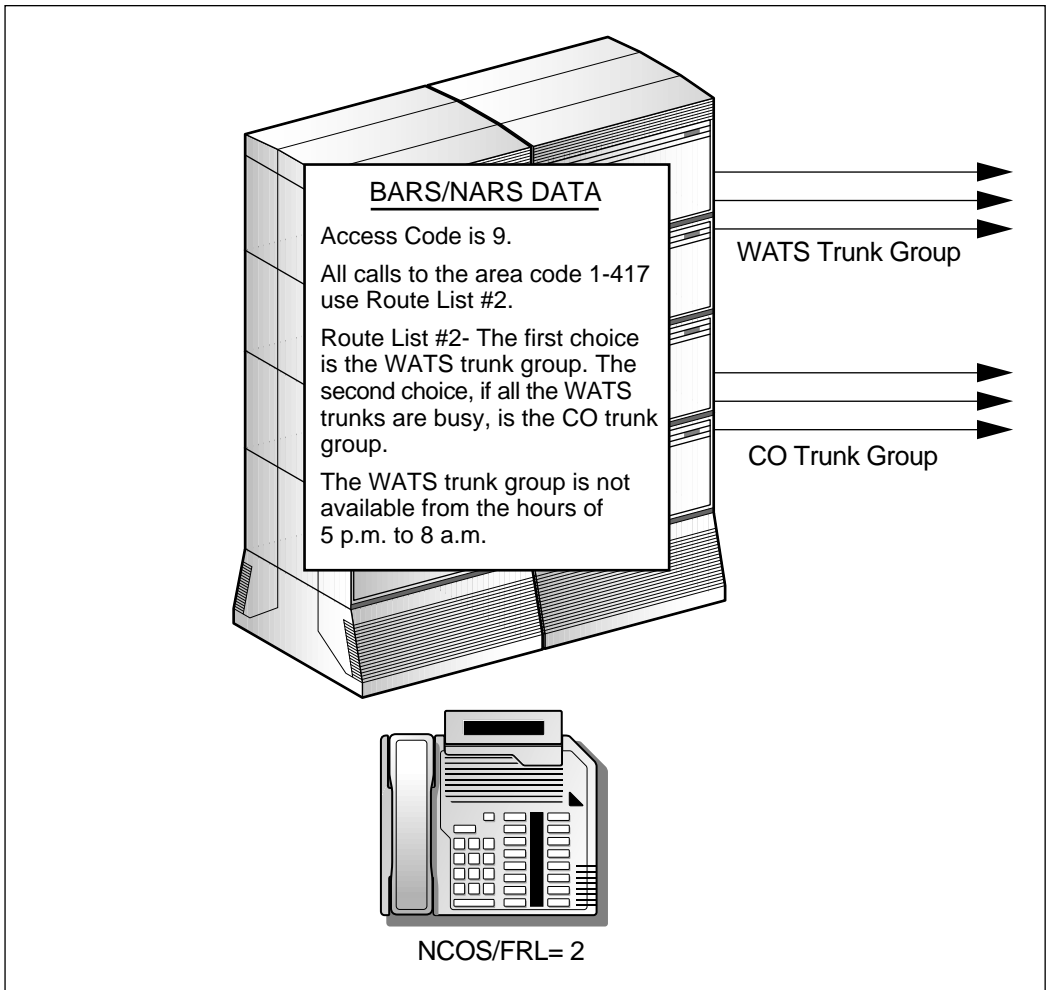 BARS/NARS DATA
Access Code is 9.
All calls to the area code 1-417
use Route List #2.
Route List #2- The first choice
is the WATS trunk group. The
second choice, if all the WATS
trunks are busy, is the CO trunk
group.
The WATS trunk group is not
available from the hours of
5 p.m. to 8 a.m.
WATS Trunk Group
CO Trunk Group
NCOS/FRL= 2